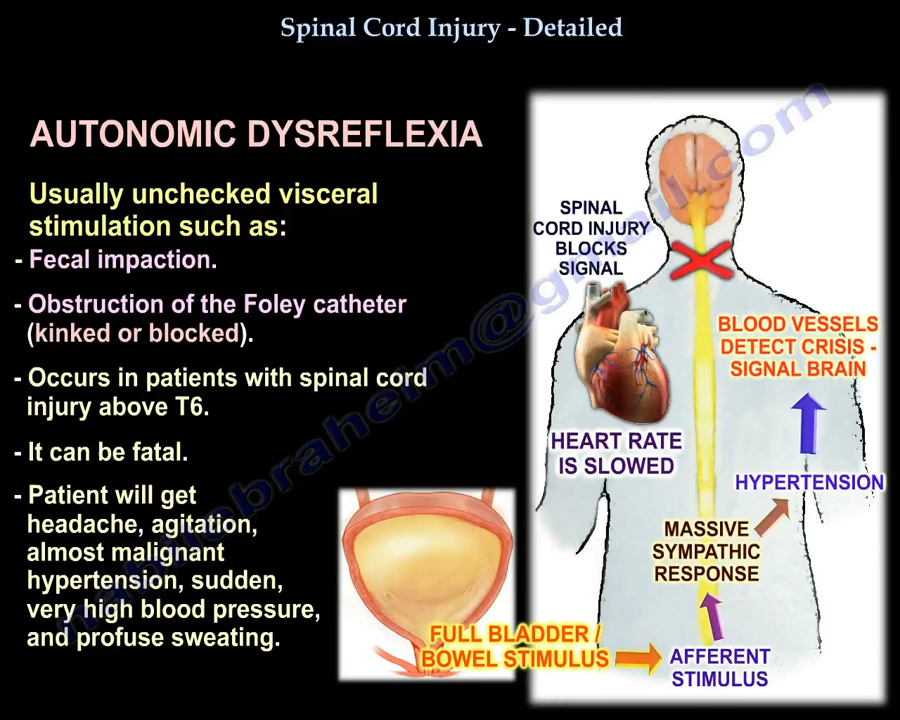 Spinal Cord Injury - Detailed
AUTONOMIC DYSREFLEXIA
Usually unchecked visceral
stimulation such as:
- Fecal impaction.
- Obstruction of the Foley catheter
(kinked or blocked).
- Occurs in patients with spinal cord
injury above T6.
- It can be fatal.
- Patient will get
headache, agitation,
almost malignant
hypertension, sudden,
very high blood pressure,
and profuse sweating.
SPINAL
CORD INJURY
BLOCKS
SIGNAL
BLOOD VESSELS
DETECT CRISIS -
SIGNAL BRAIN
HEART RATE
IS SLOWED
HYPERTENSION
MASSIVE
SYMPATHIC
RESPONSE
FULL BLADDER /
BOWEL STIMULUS
AFFERENT
STIMULUS